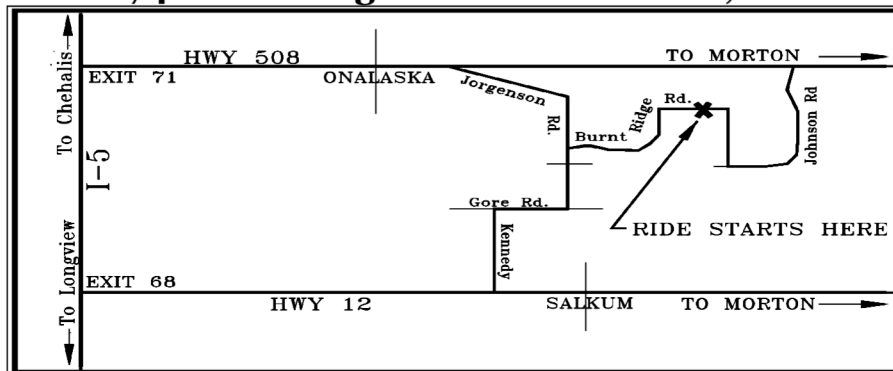 HWY 508
TO MORTON
EXIT 71
ONALASKA
To Chehalis
Jorgenson
Rd.
Burnt
Ridge
Rd.
Johnson Rd
I-5
Gore Rd.
Kennedy
RIDE STARTS HERE
To Longview
EXIT 68
HWY 12
SALKUM
TO MORTON